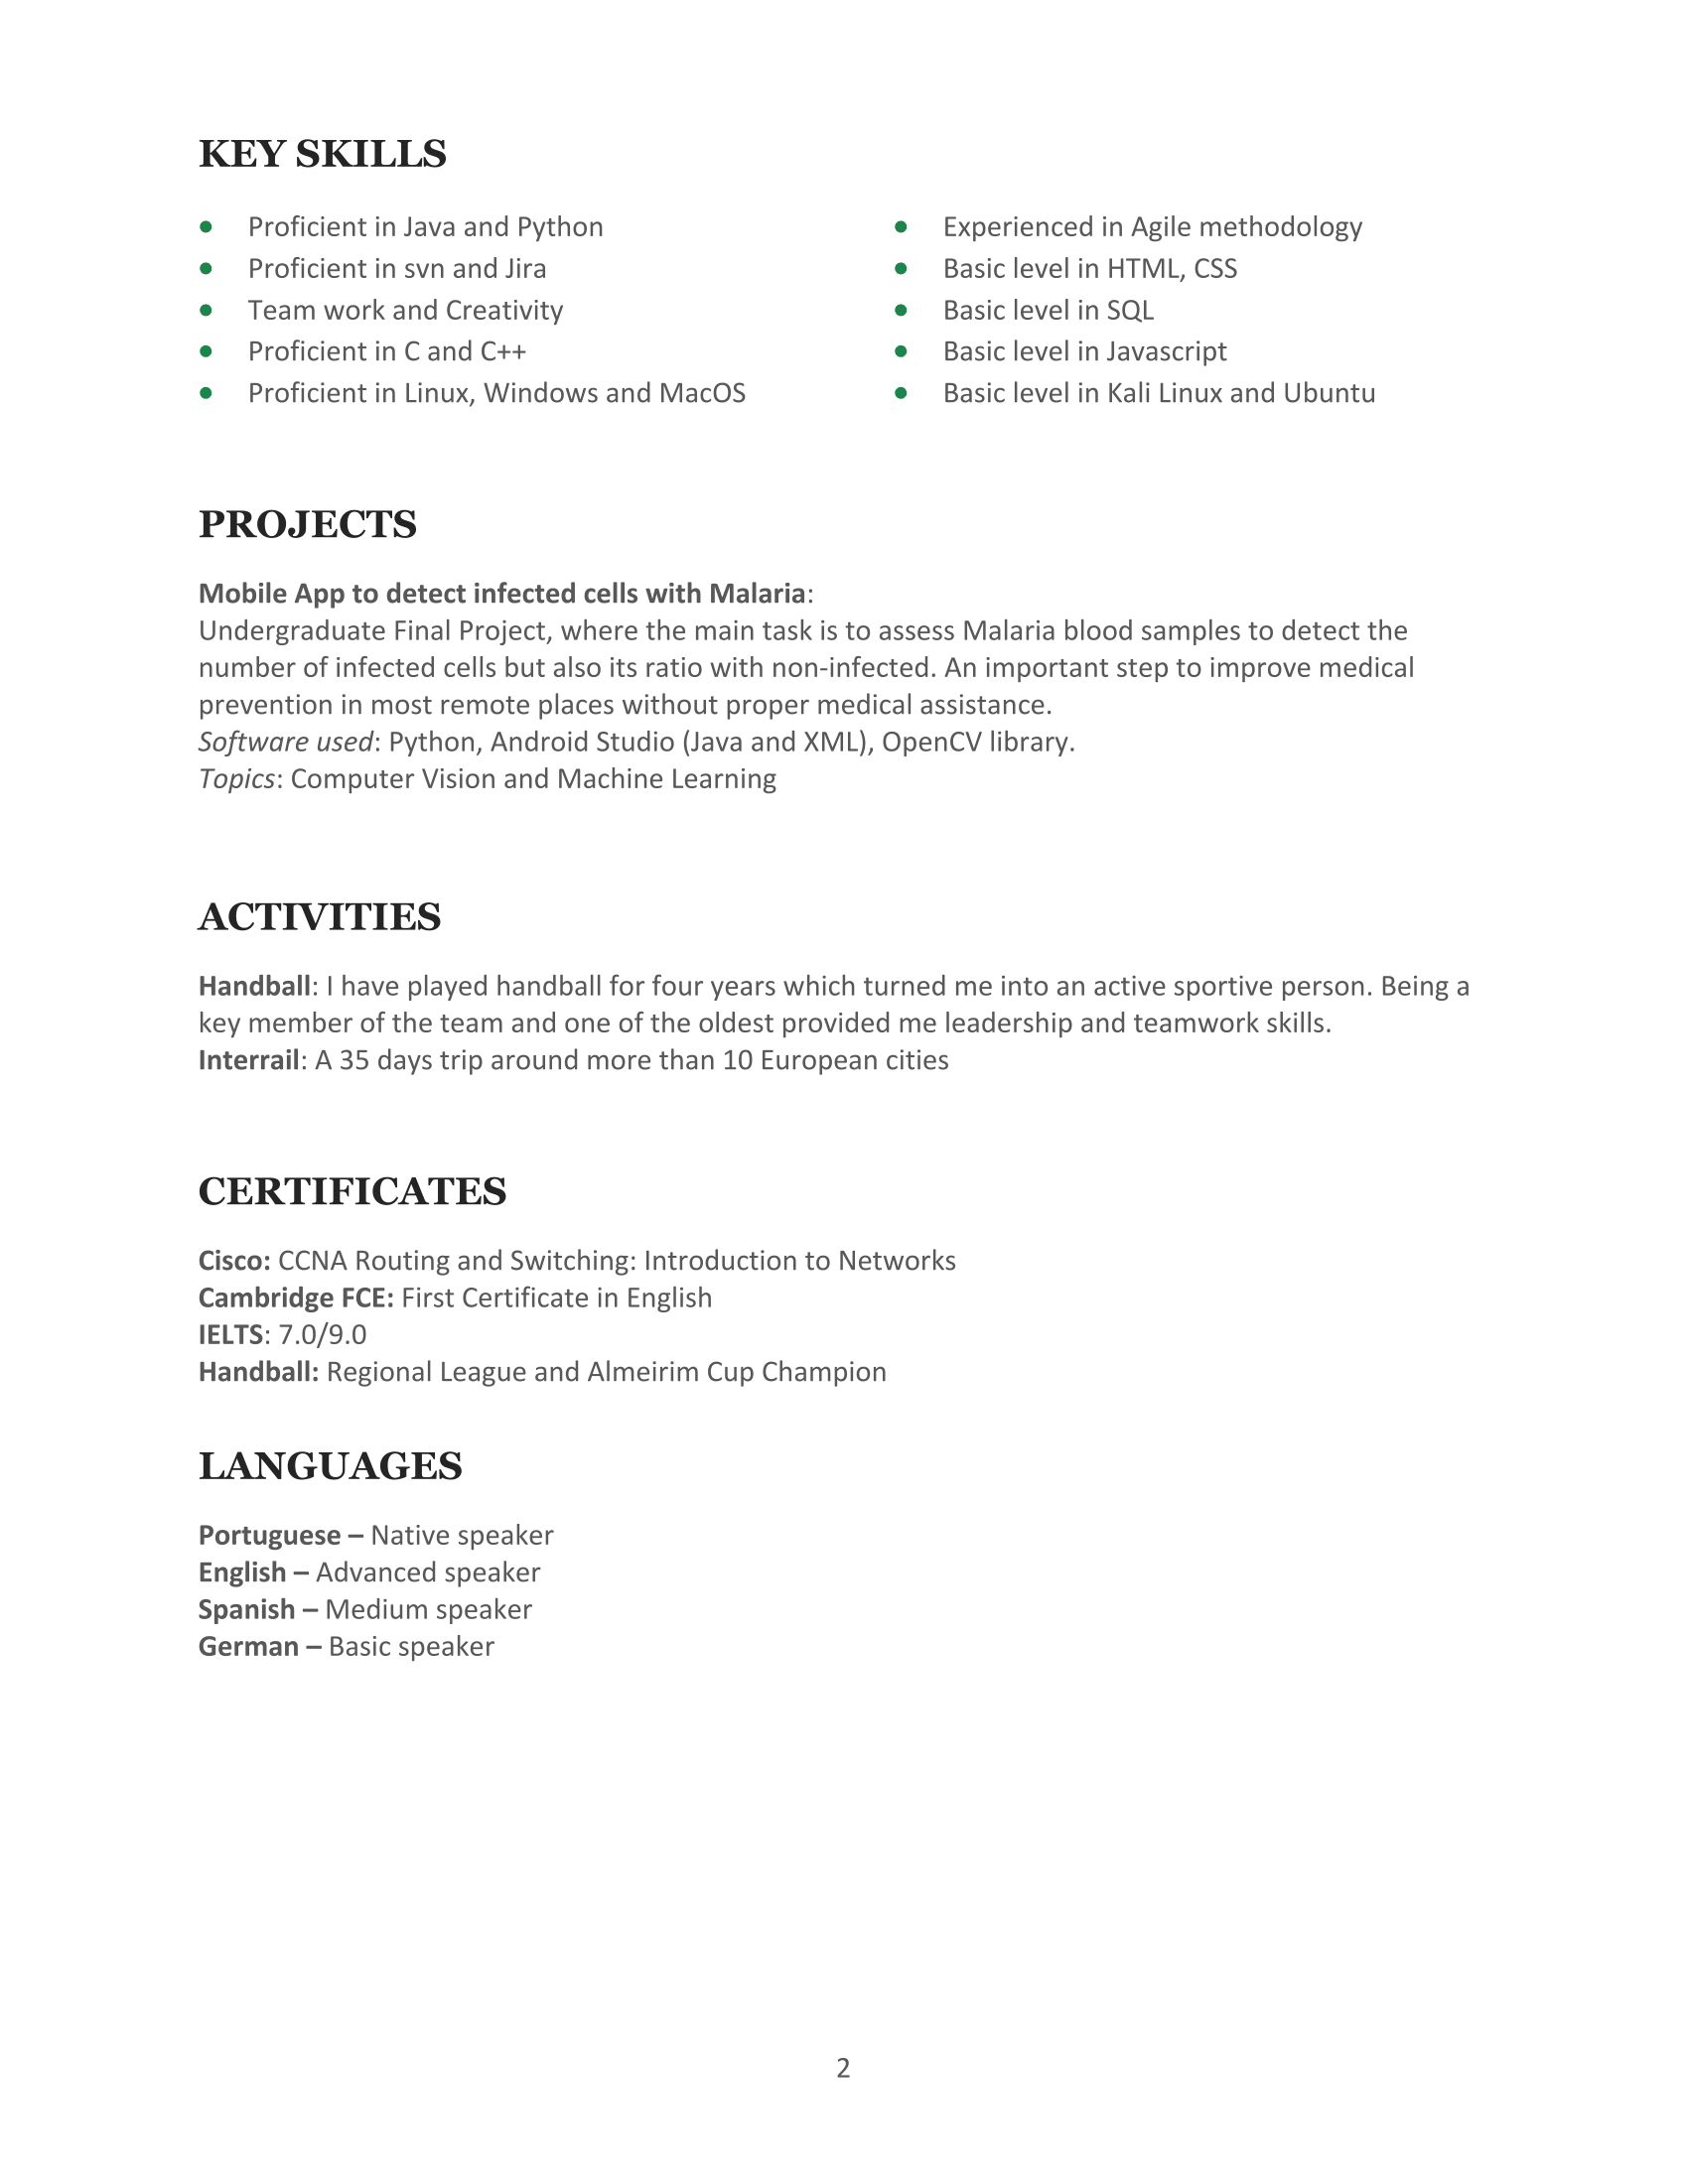 KEY SKILLS
• Proficient in Java and Python
• Proficient in svn and Jira
• Team work and Creativity
• Proficient in C and C++
• Proficient in Linux, Windows and MacOS
• Experienced in Agile methodology
• Basic level in HTML, CSS
• Basic level in SQL
• Basic level in Javascript
• Basic level in Kali Linux and Ubuntu
PROJECTS
Mobile App to detect infected cells with Malaria:
Undergraduate Final Project, where the main task is to assess Malaria blood samples to detect the
number of infected cells but also its ratio with non-infected. An important step to improve medical
prevention in most remote places without proper medical assistance.
Software used: Python, Android Studio (Java and XML), OpenCV library.
Topics: Computer Vision and Machine Learning
ACTIVITIES
Handball: I have played handball for four years which turned me into an active sportive person. Being a
key member of the team and one of the oldest provided me leadership and teamwork skills.
Interrail: A 35 days trip around more than 10 European cities
CERTIFICATES
Cisco: CCNA Routing and Switching: Introduction to Networks
Cambridge FCE: First Certificate in English
IELTS: 7.0/9.0
Handball: Regional League and Almeirim Cup Champion
LANGUAGES
Portuguese – Native speaker
English – Advanced speaker
Spanish – Medium speaker
German – Basic speaker
2